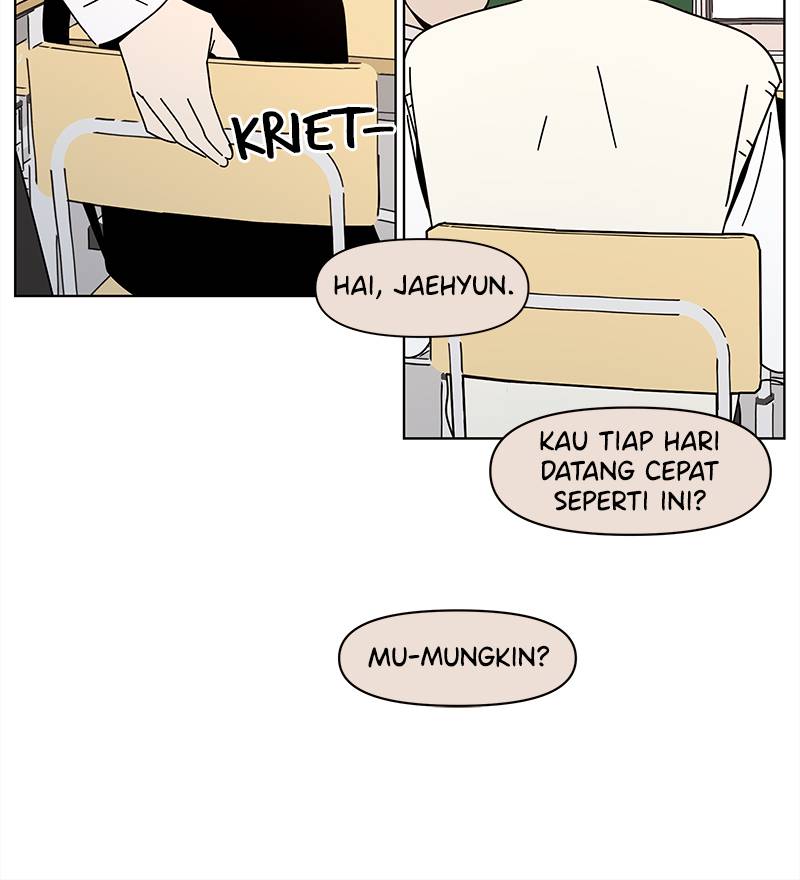 KRIET-
HAI, JAEHYUN.
KAU TIAP HARI
DATANG CEPAT
SEPERTI INI?
MU-MUNGKIN?